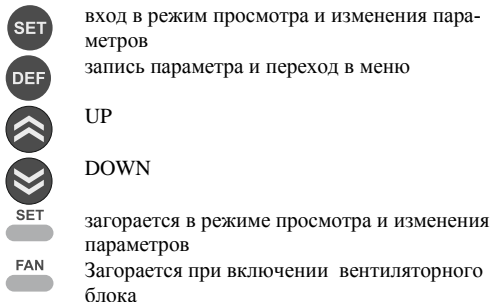 SET вход в режим просмотра и изменения пара-
метров
DEF запись параметра и переход в меню
UP
DOWN
SET загорается в режиме просмотра и изменения
параметров
FAN Загорается при включении вентиляторного
блока